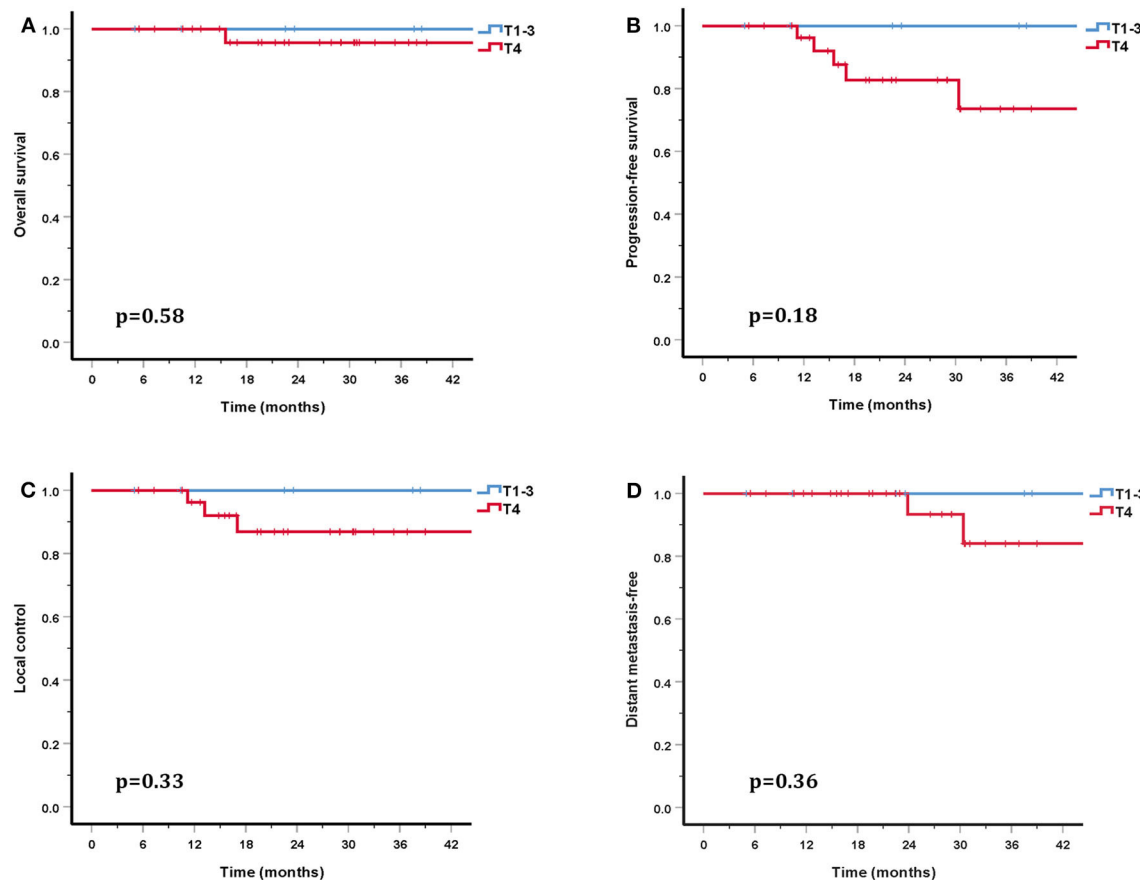 A
Overall survival
1.0
0.8
0.6
0.4
0.2
0.0
T1-3
T4
p=0.58
0 6 12 18 24 30 36 42
Time (months)
B
Progression-free survival
1.0
0.8
0.6
0.4
0.2
0.0
T1-3
T4
p=0.18
0 6 12 18 24 30 36 42
Time (months)
C
Local control
1.0
0.8
0.6
0.4
0.2
0.0
T1-3
T4
p=0.33
0 6 12 18 24 30 36 42
Time (months)
D
Distant metastasis-free
1.0
0.8
0.6
0.4
0.2
0.0
T1-3
T4
p=0.36
0 6 12 18 24 30 36 42
Time (months)